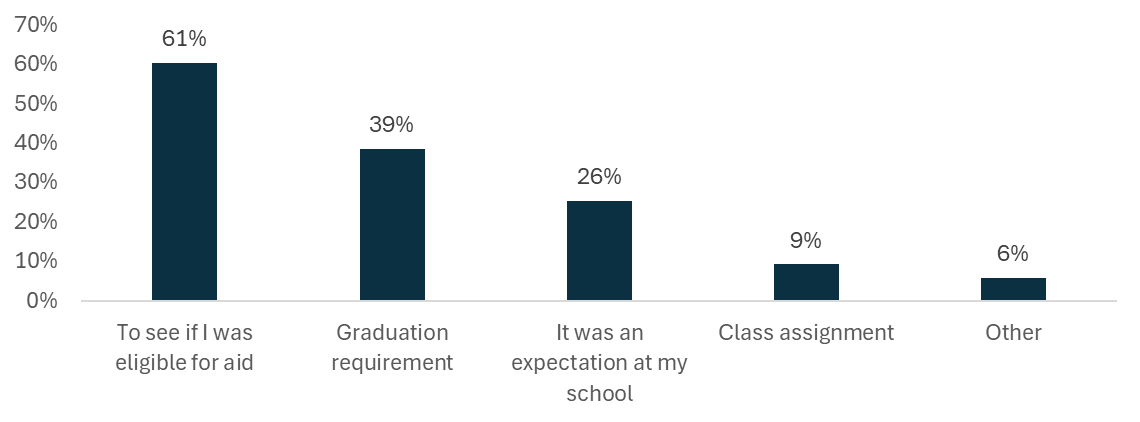 70%
60%
50%
40%
30%
20%
10%
0%
61%
39%
26%
9%
6%
To see if I was
eligible for aid
Graduation
requirement
It was an
expectation at my
school
Class assignment
Other